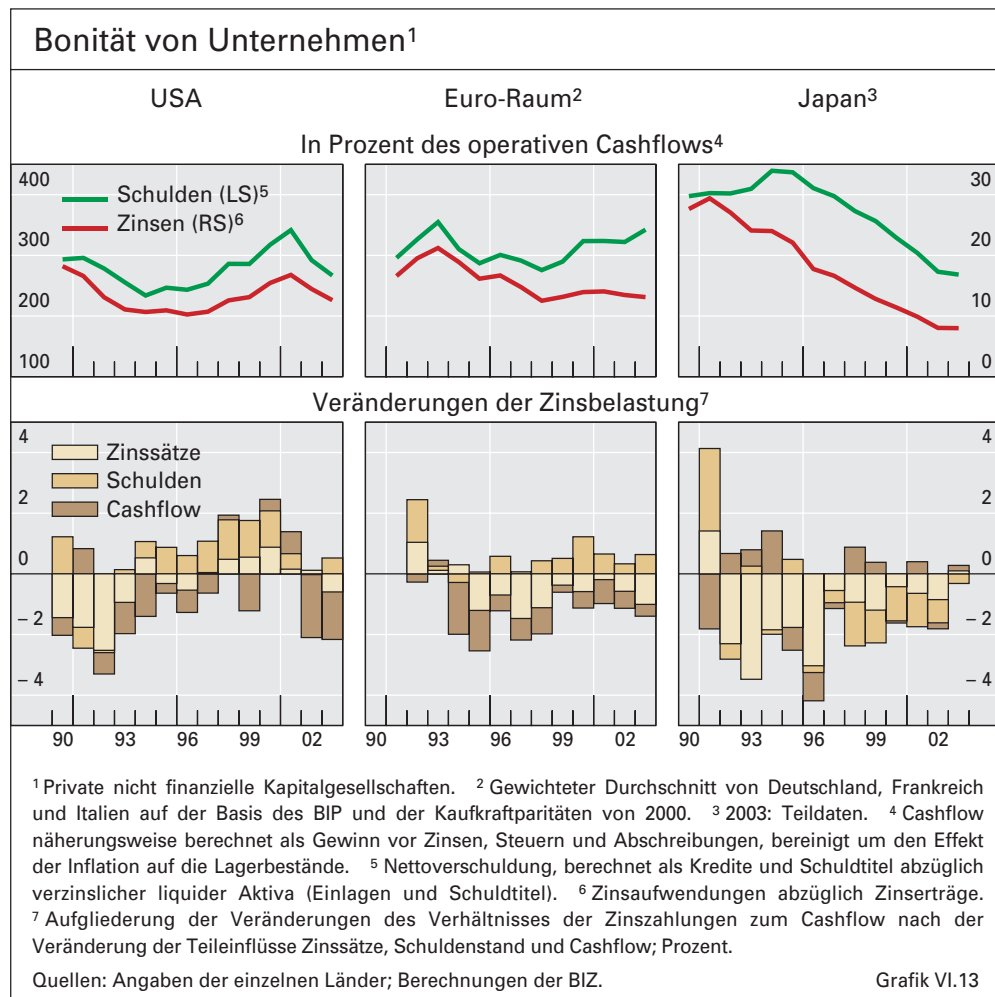 Bonität von Unternehmen¹
USA Euro-Raum² Japan³
In Prozent des operativen Cashflows⁴
400 30
Schulden (LS)⁵
Zinsen (RS)⁶
300 20
200 10
100 0
Veränderungen der Zinsbelastung⁷
4 4
Zinssätze
Schulden
Cashflow
2 2
0 0
– 2 – 2
– 4 – 4
90 93 96 99 02 90 93 96 99 02 90 93 96 99 02
¹ Private nicht finanzielle Kapitalgesellschaften. ² Gewichteter Durchschnitt von Deutschland, Frankreich
und Italien auf der Basis des BIP und der Kaufkraftparitäten von 2000. ³ 2003: Teildaten. ⁴ Cashflow
näherungsweise berechnet als Gewinn vor Zinsen, Steuern und Abschreibungen, bereinigt um den Effekt
der Inflation auf die Lagerbestände. ⁵ Nettoverschuldung, berechnet als Kredite und Schuldtitel abzüglich
verzinslicher liquider Aktiva (Einlagen und Schuldtitel). ⁶ Zinsaufwendungen abzüglich Zinserträge.
⁷ Aufgliederung der Veränderungen des Verhältnisses der Zinszahlungen zum Cashflow nach der
Veränderung der Teileinflüsse Zinssätze, Schuldenstand und Cashflow; Prozent.
Quellen: Angaben der einzelnen Länder; Berechnungen der BIZ. Grafik VI.13